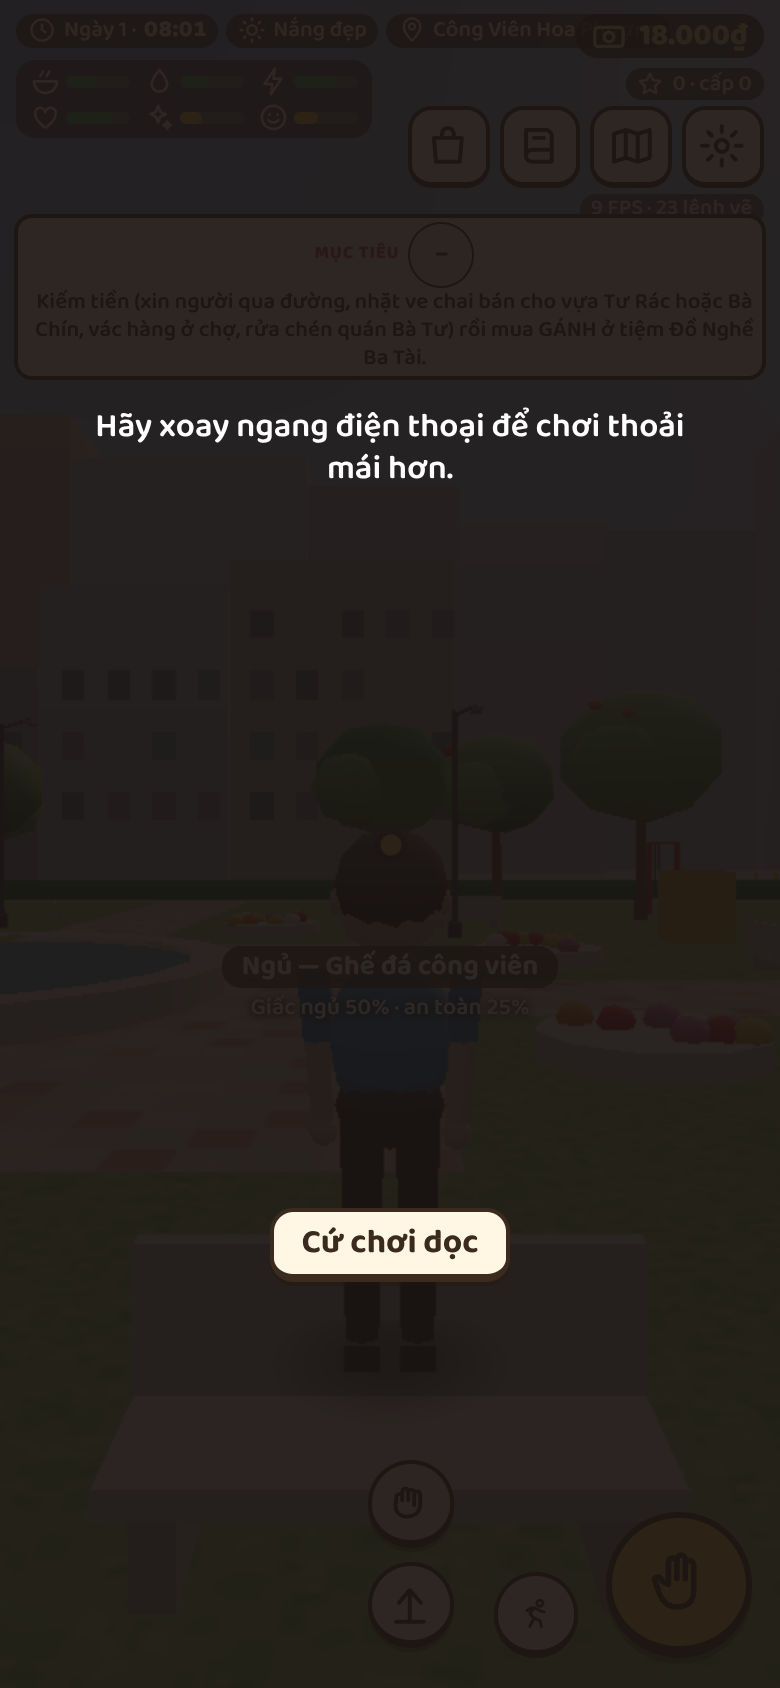 Ngày 1 · 08:01
Nắng đẹp
Công Viên Hoa
18.000₫
0 · cấp 0
9 FPS · 23 lệnh vẽ
MỤC TIÊU
–
Kiếm tiền (xin người qua đường, nhặt ve chai bán cho vựa Tư Rác hoặc Bà
Chín, vác hàng ở chợ, rửa chén quán Bà Tư) rồi mua GÁNH ở tiệm Đồ Nghề
Ba Tài.
Hãy xoay ngang điện thoại để chơi thoải
mái hơn.
Ngủ — Ghế đá công viên
Giấc ngủ 50% · an toàn 25%
Cứ chơi dọc